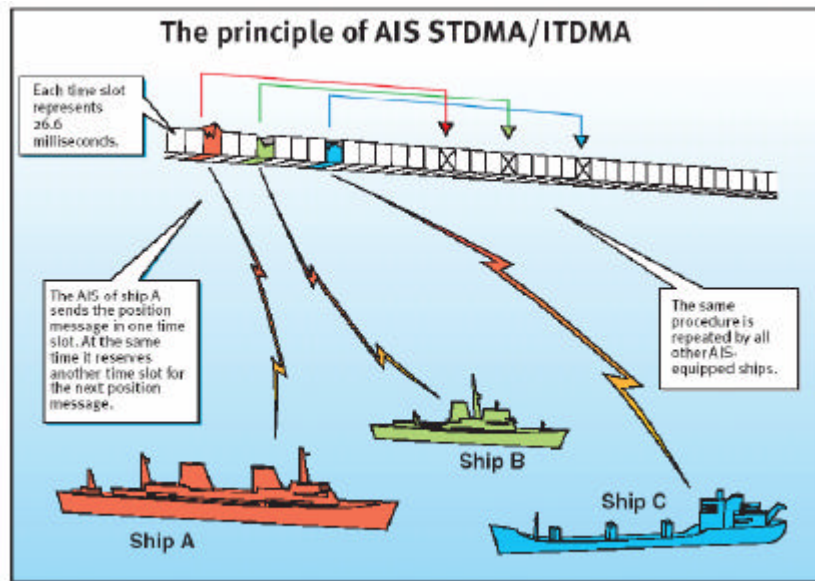 The principle of AIS STDMA/ITDMA
Each time slot
represents
26.6
milliseconds.
The AIS of ship A
sends the position
message in one time
slot. At the same
time it reserves
another time slot for
the next position
message.
The same
procedure is
repeated by all
other AIS-
equipped ships.
Ship B
Ship C
Ship A